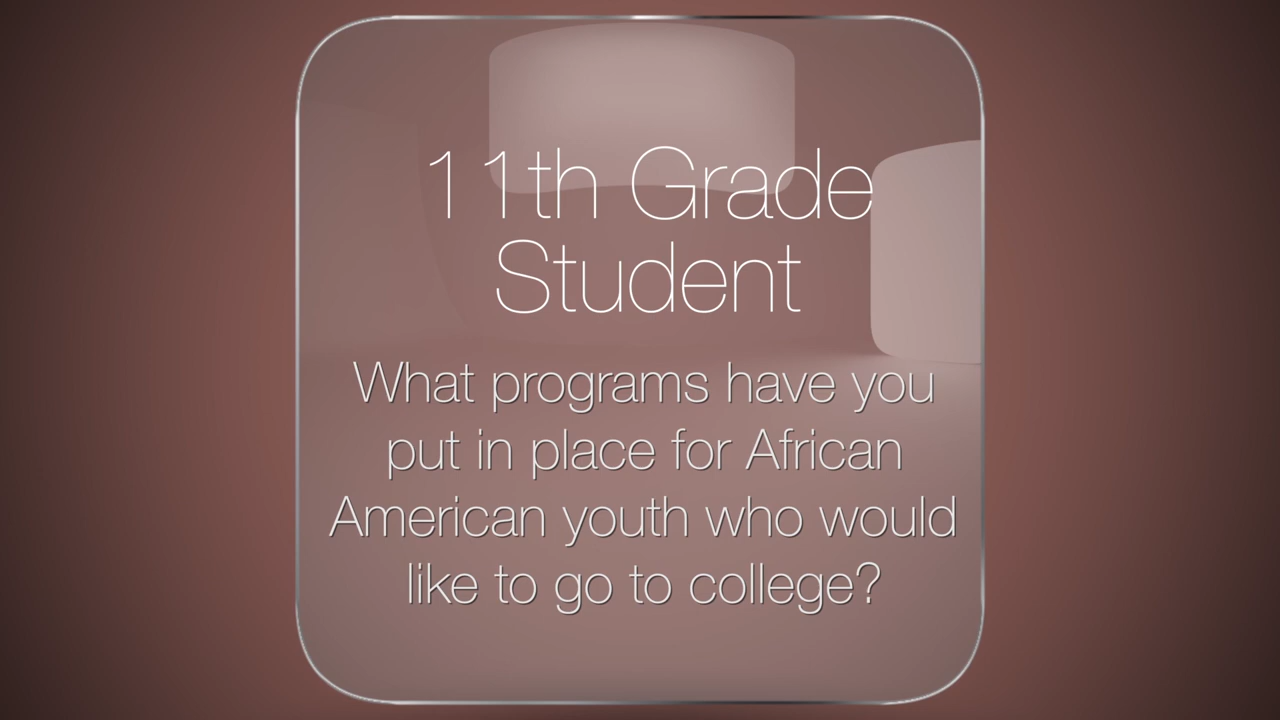 11th Grade
Student
What programs have you
put in place for African
American youth who would
like to go to college?